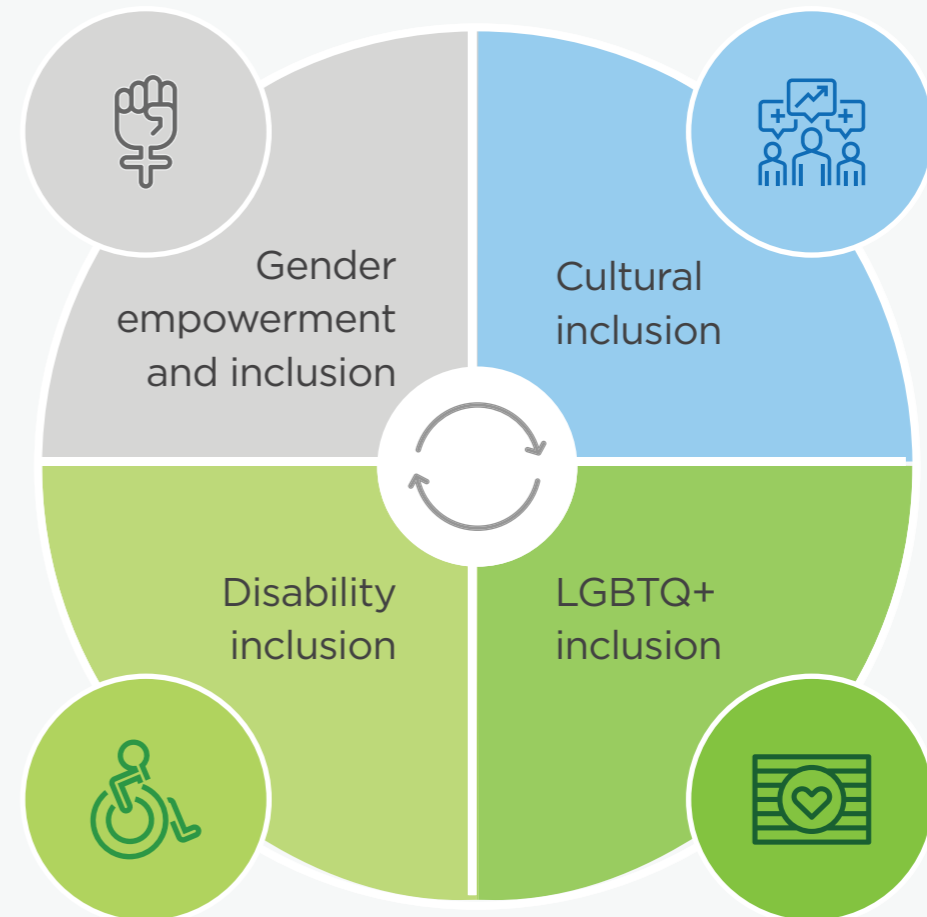 Gender
empowerment
and inclusion
Cultural
inclusion
Disability
inclusion
LGBTQ+
inclusion